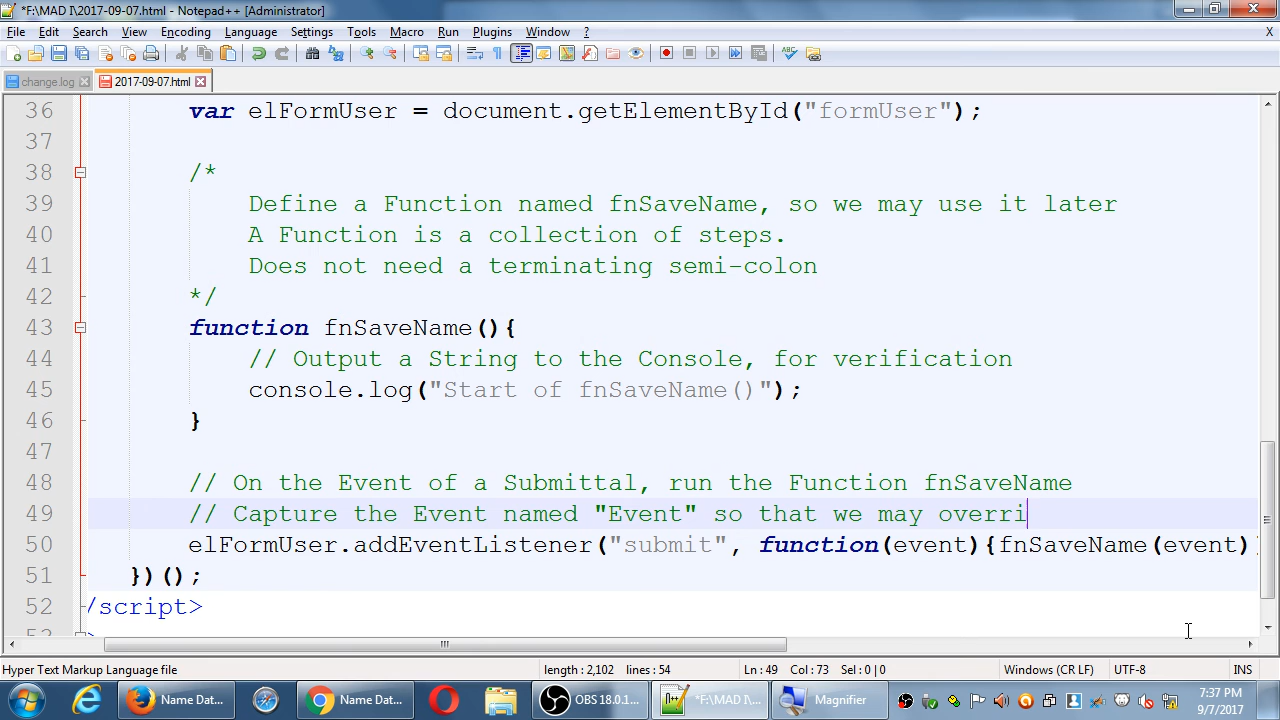 *F:\MAD I\2017-09-07.html - Notepad++ [Administrator]
File Edit Search View Encoding Language Settings Tools Macro Run Plugins Window ? X
change.log 2017-09-07.html
36 var elFormUser = document.getElementById("formUser");
37
38 /*
39 Define a Function named fnSaveName, so we may use it later
40 A Function is a collection of steps.
41 Does not need a terminating semi-colon
42 */
43 function fnSaveName(){
44 // Output a String to the Console, for verification
45 console.log("Start of fnSaveName()");
46 }
47
48 // On the Event of a Submittal, run the Function fnSaveName
49 // Capture the Event named "Event" so that we may overri
50 elFormUser.addEventListener("submit", function(event){fnSaveName(event)
51 })();
52 /script>
Hyper Text Markup Language file length : 2,102 lines : 54 Ln : 49 Col : 73 Sel : 0 | 0 Windows (CR LF) UTF-8 INS
Name Dat... Name Dat... OBS 18.0.1... *F:\MAD I\... Magnifier 7:37 PM
9/7/2017